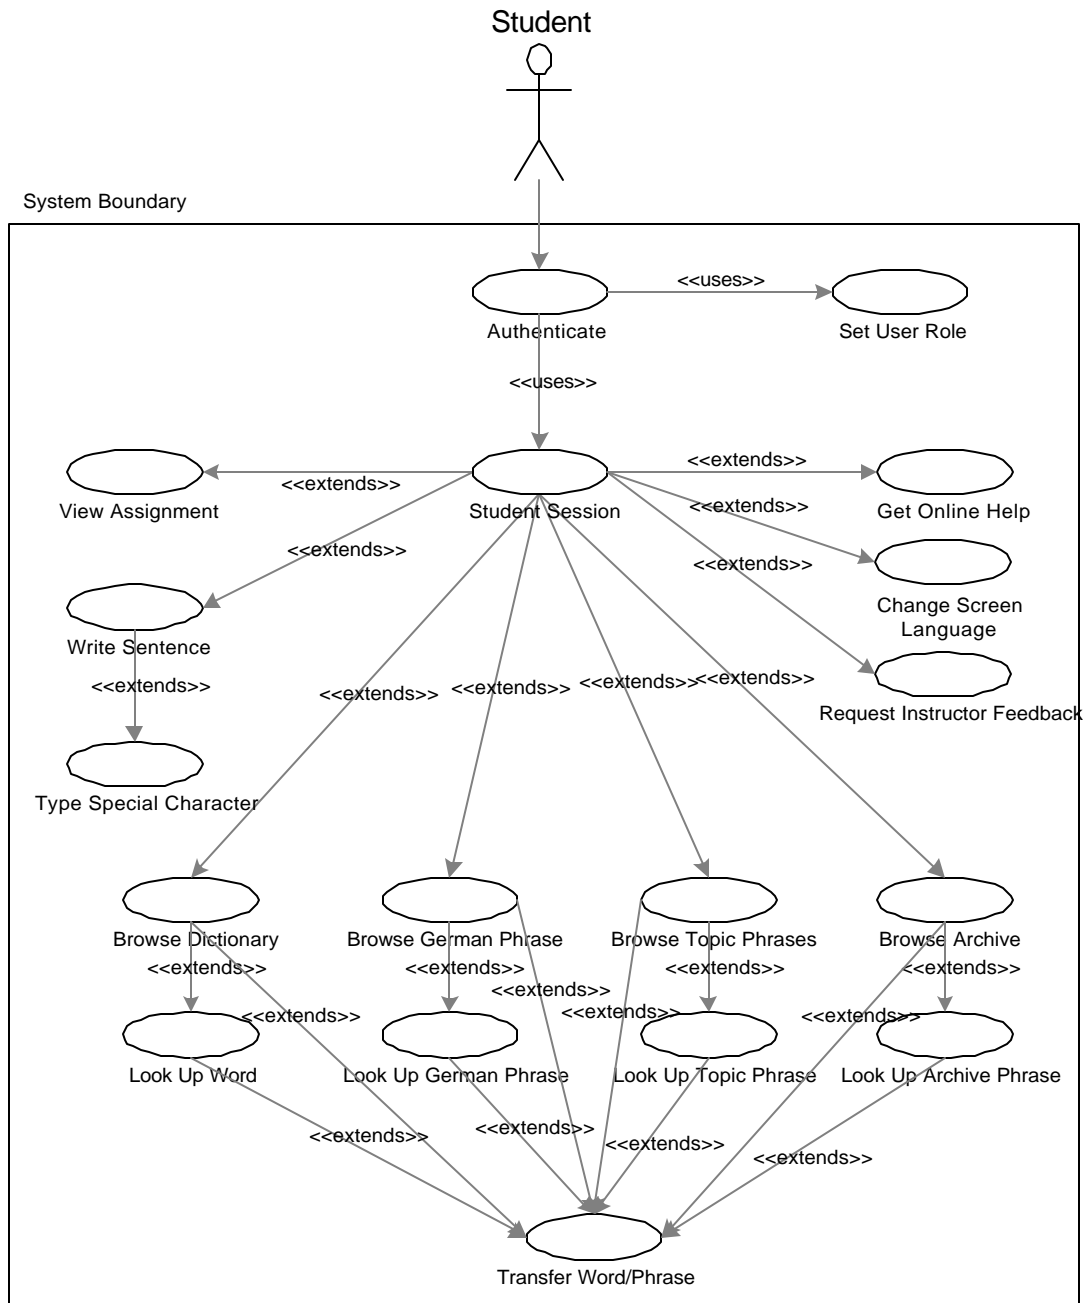 Student
System Boundary
<<uses>>
Authenticate
Set User Role
<<uses>>
<<extends>>
<<extends>>
View Assignment
Student Session
Get Online Help
<<extends>>
<<extends>>
<<extends>>
Change Screen
Language
Write Sentence
<<extends>>
<<extends>>
<<extends>>
<<extends>>
<<extends>>
Request Instructor Feedback
Type Special Character
Browse Dictionary
Browse German Phrase
Browse Topic Phrases
Browse Archive
<<extends>>
<<extends>>
<<extends>>
<<extends>>
<<extends>>
<<extends>>
<<extends>>
<<extends>>
Look Up Word
Look Up German Phrase
Look Up Topic Phrase
Look Up Archive Phrase
<<extends>>
<<extends>>
<<extends>>
<<extends>>
Transfer Word/Phrase